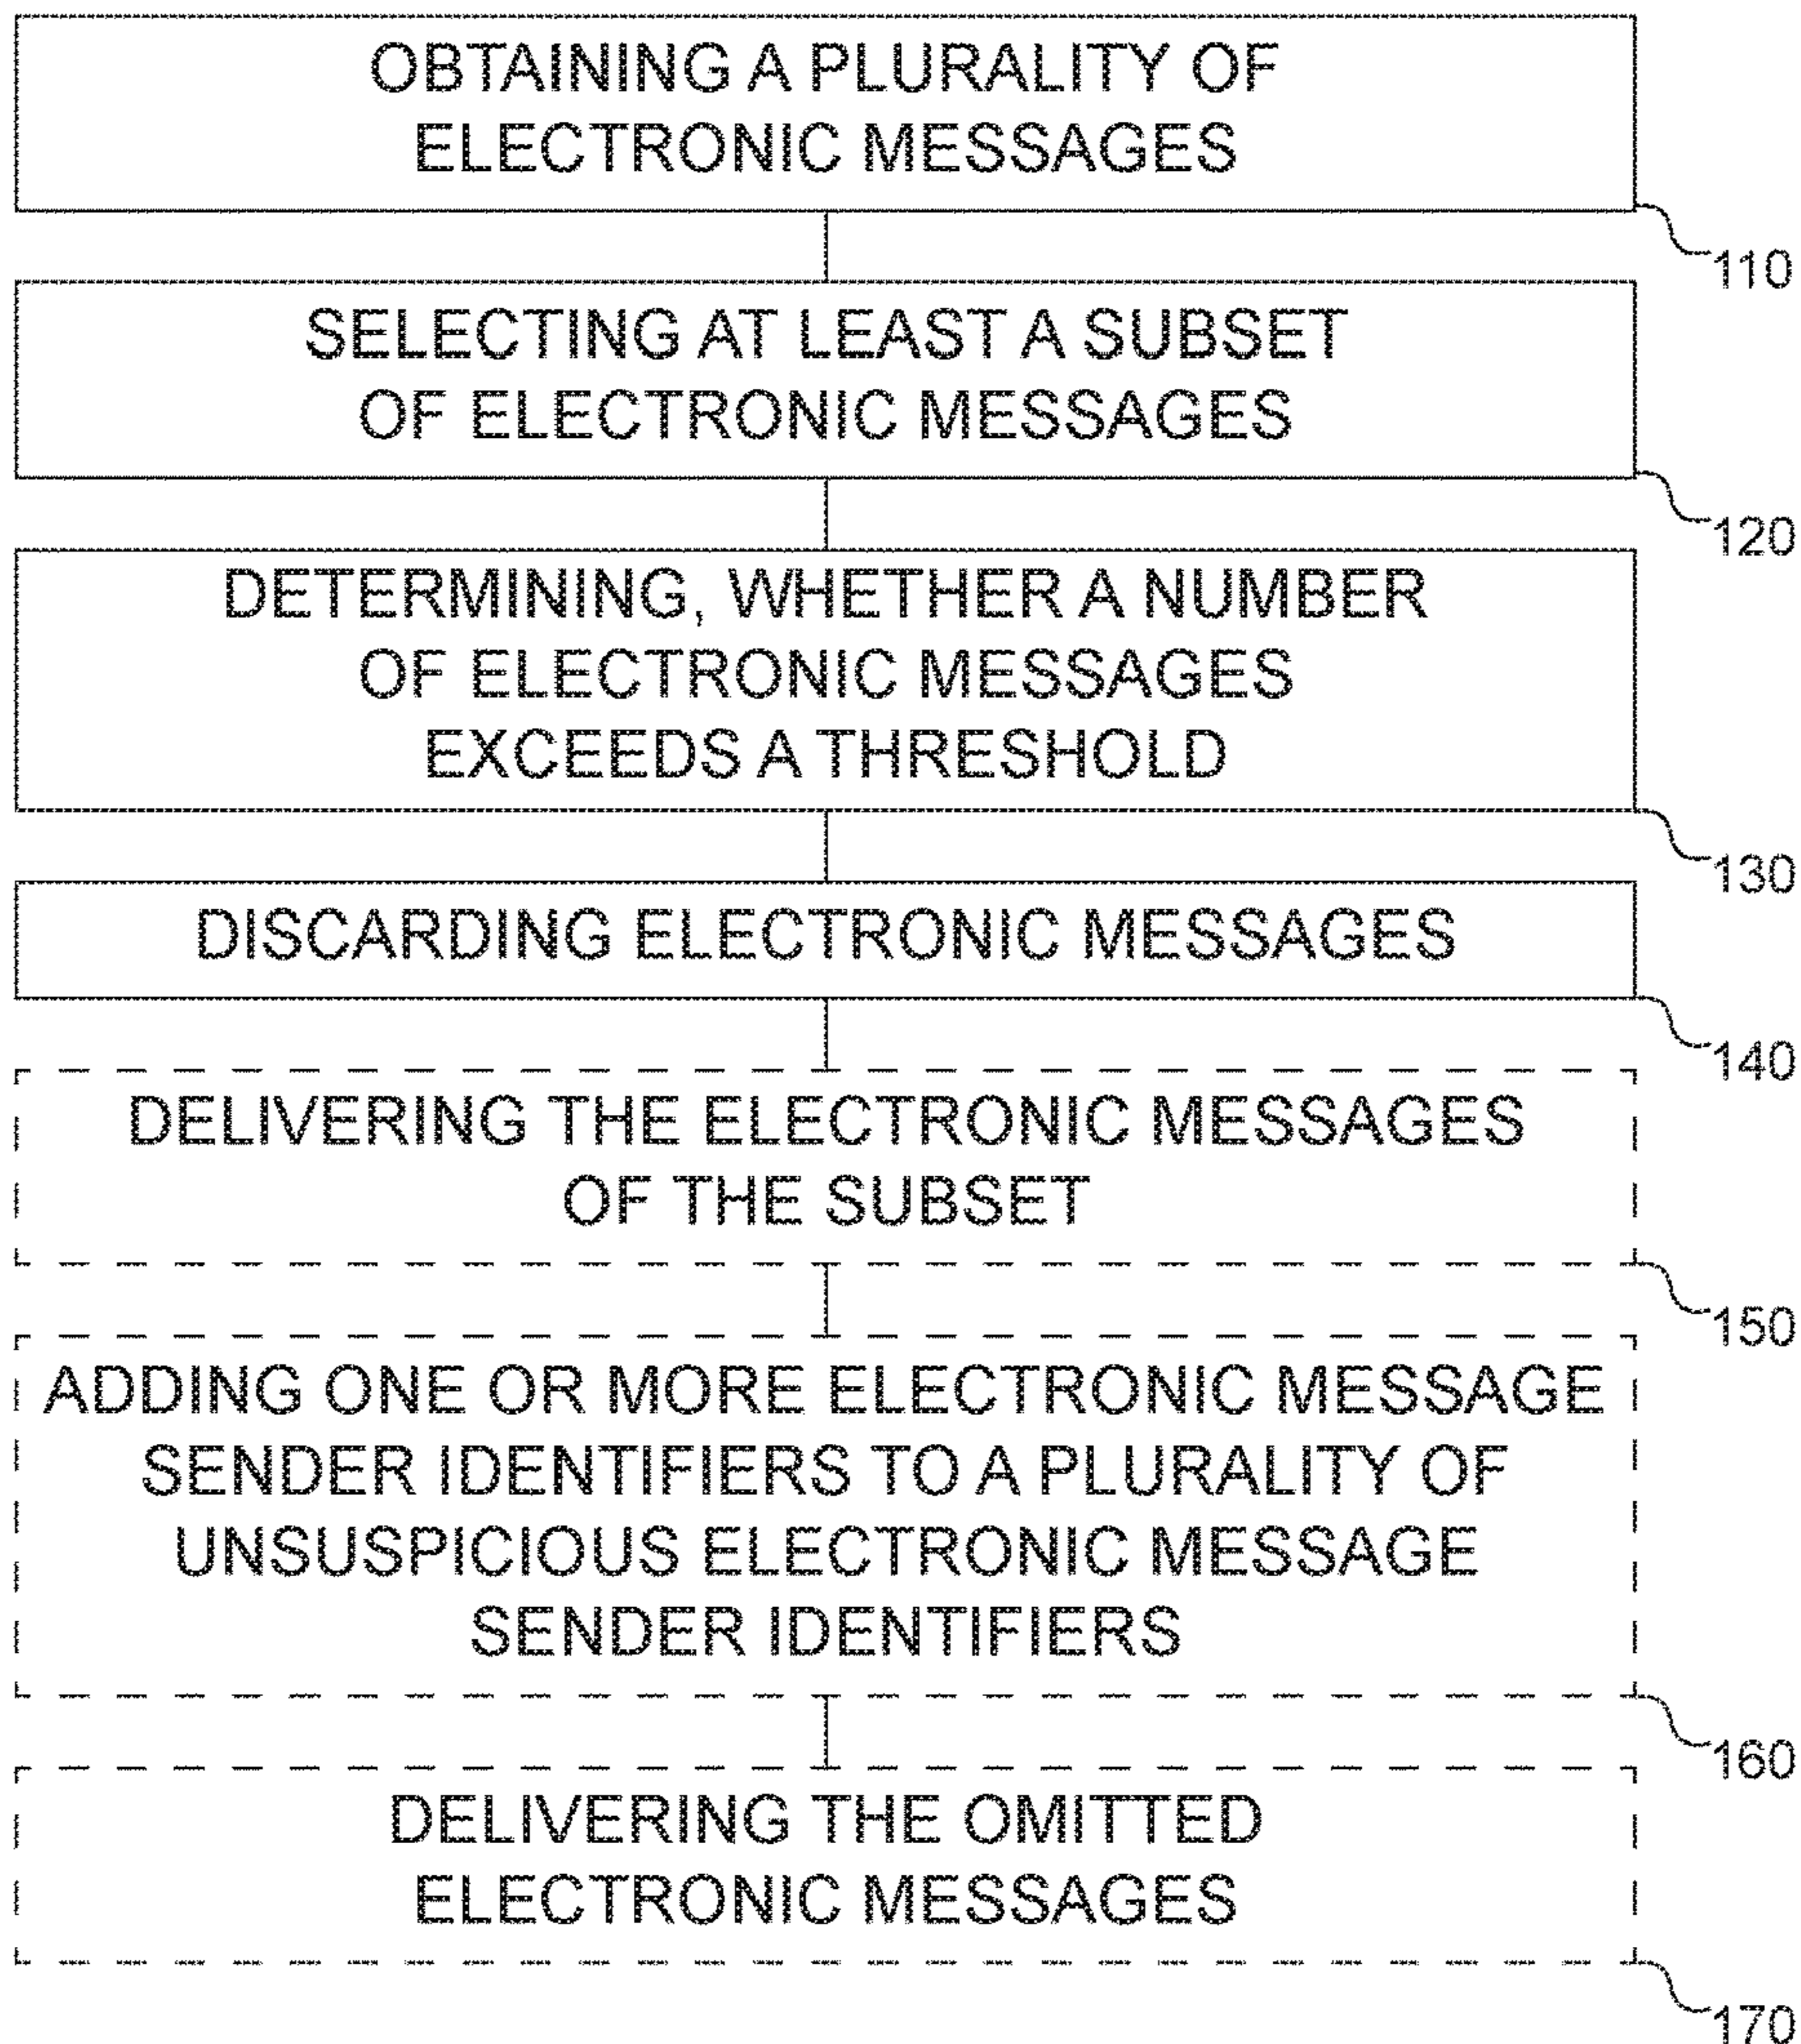 OBTAINING A PLURALITY OF
ELECTRONIC MESSAGES
110
SELECTING AT LEAST A SUBSET
OF ELECTRONIC MESSAGES
120
DETERMINING, WHETHER A NUMBER
OF ELECTRONIC MESSAGES
EXCEEDS A THRESHOLD
130
DISCARDING ELECTRONIC MESSAGES
140
DELIVERING THE ELECTRONIC MESSAGES
OF THE SUBSET
150
ADDING ONE OR MORE ELECTRONIC MESSAGE
SENDER IDENTIFIERS TO A PLURALITY OF
UNSUSPICIOUS ELECTRONIC MESSAGE
SENDER IDENTIFIERS
160
DELIVERING THE OMITTED
ELECTRONIC MESSAGES
170